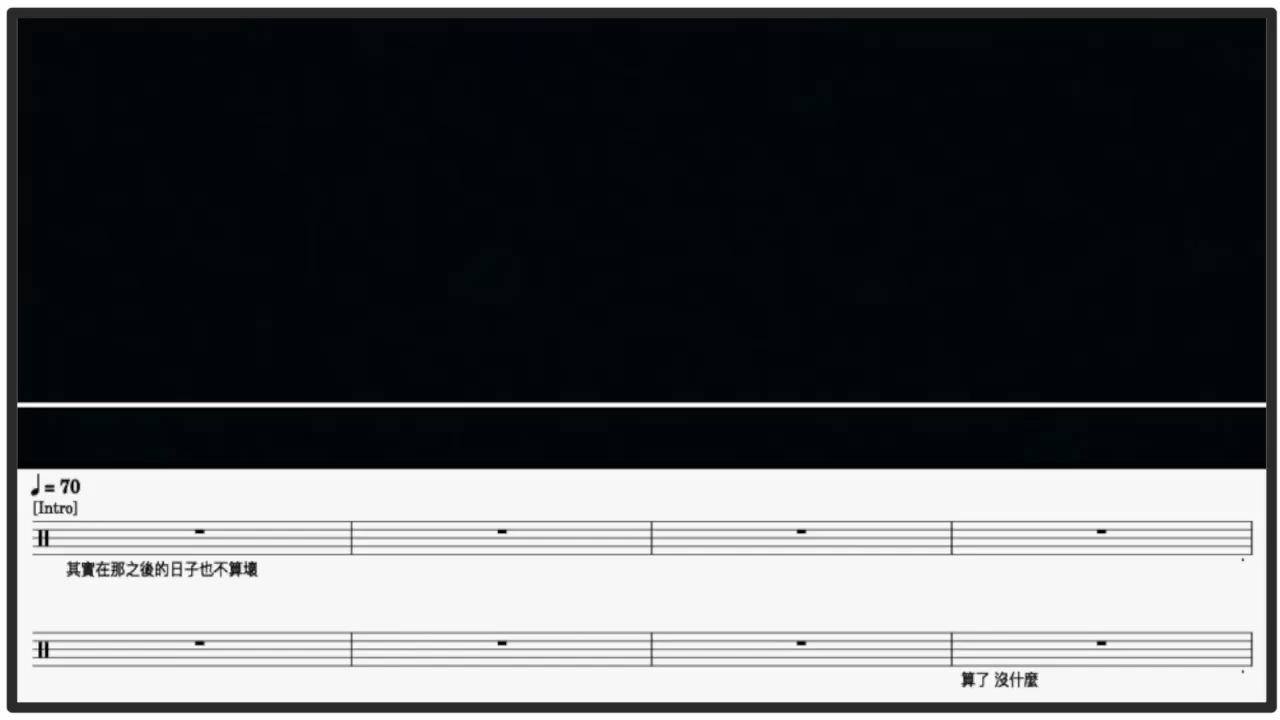 ♩= 70
[Intro]
其實在那之後的日子也不算壞
算了 沒什麼